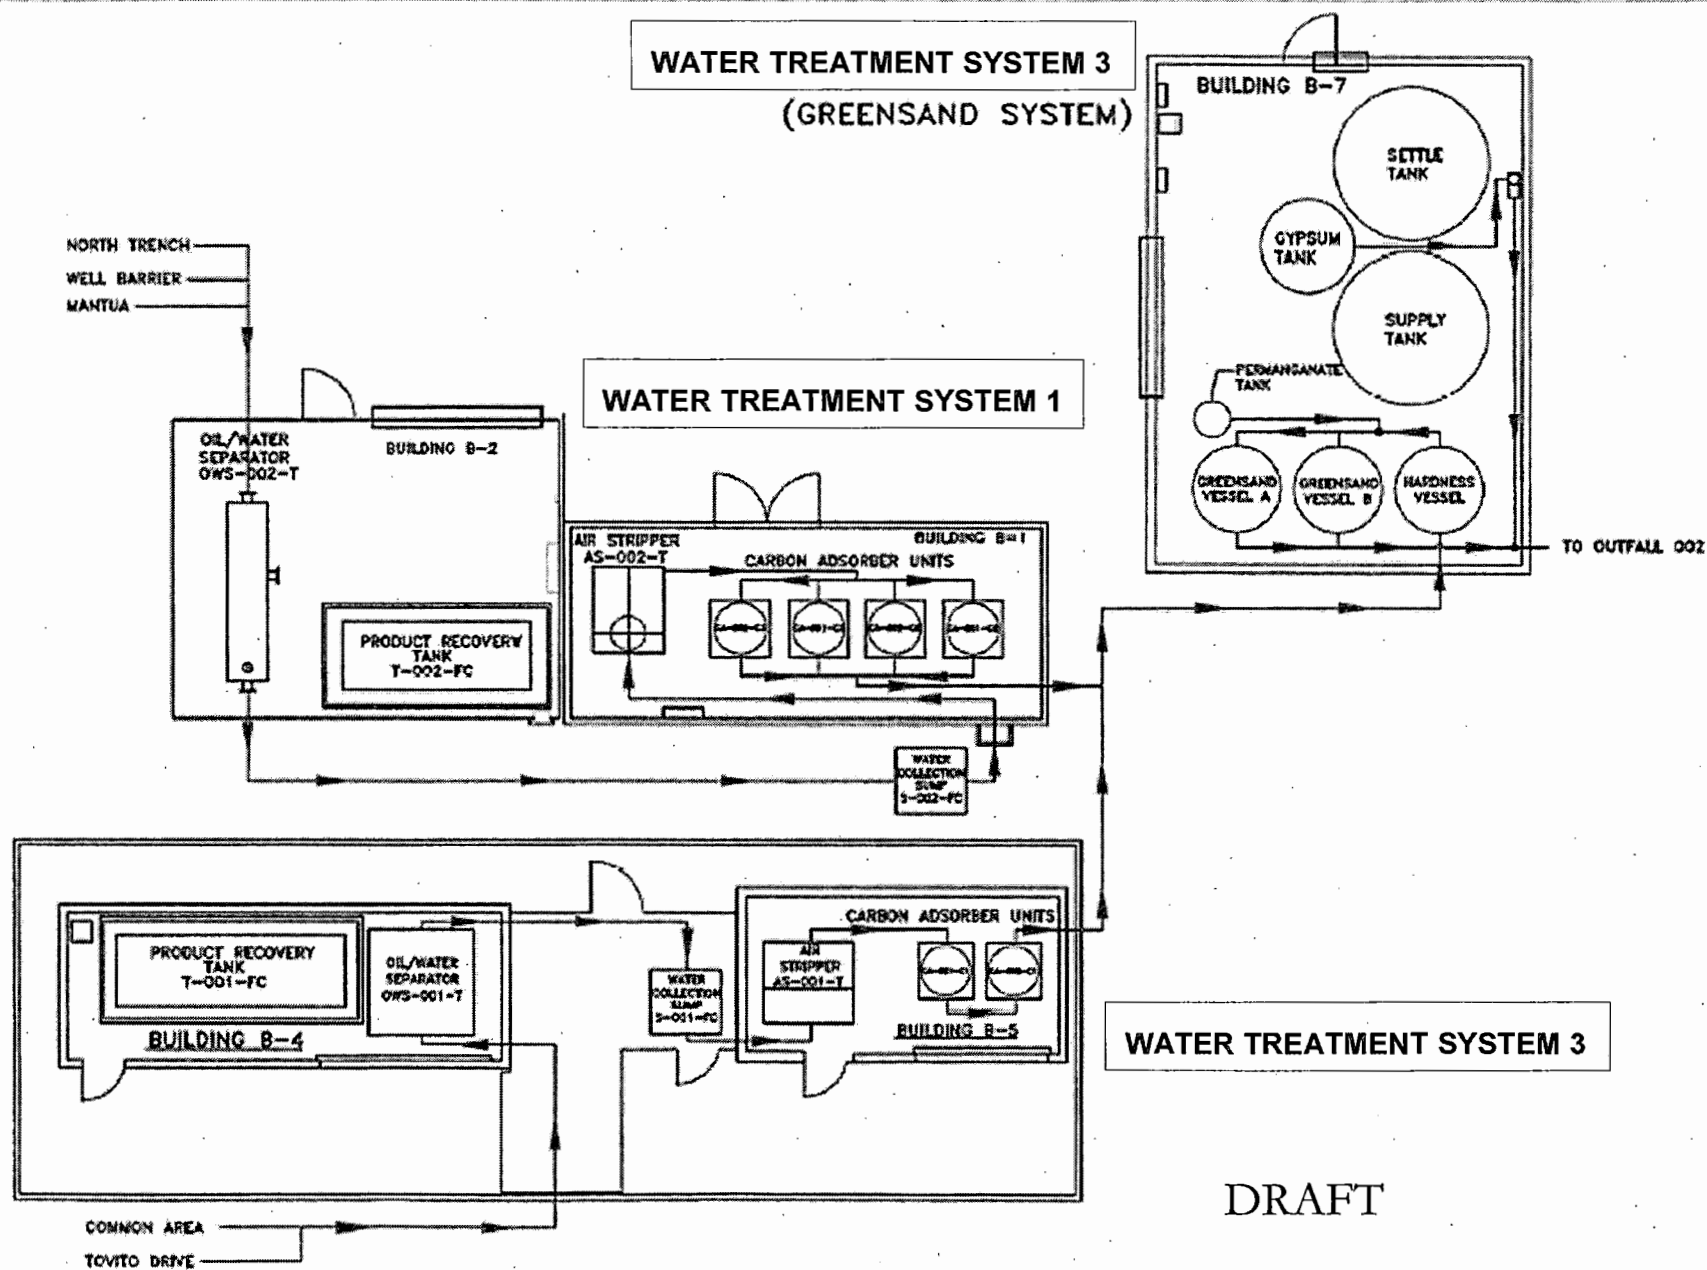 WATER TREATMENT SYSTEM 3
(GREENSAND SYSTEM)
BUILDING B-7
SETTLE
TANK
GYPSUM
TANK
SUPPLY
TANK
PERMANGANATE
TANK
GREENSAND
VESSEL A
GREENSAND
VESSEL B
HARDNESS
VESSEL
TO OUTFALL 002
NORTH TRENCH
WELL BARRIER
MANTUA
WATER TREATMENT SYSTEM 1
OIL/WATER
SEPARATOR
OWS-002-T
BUILDING B-2
PRODUCT RECOVERY
TANK
T-002-FC
AIR STRIPPER
AS-002-T
BUILDING B-1
CARBON ADSORBER UNITS
WATER
COLLECTION
SUMP
S-002-FC
PRODUCT RECOVERY
TANK
T-001-FC
BUILDING B-4
OIL/WATER
SEPARATOR
OWS-001-T
WATER
COLLECTION
SUMP
S-001-FC
CARBON ADSORBER UNITS
AIR
STRIPPER
AS-001-T
BUILDING B-5
WATER TREATMENT SYSTEM 3
COMMON AREA
TOVITO DRIVE
DRAFT